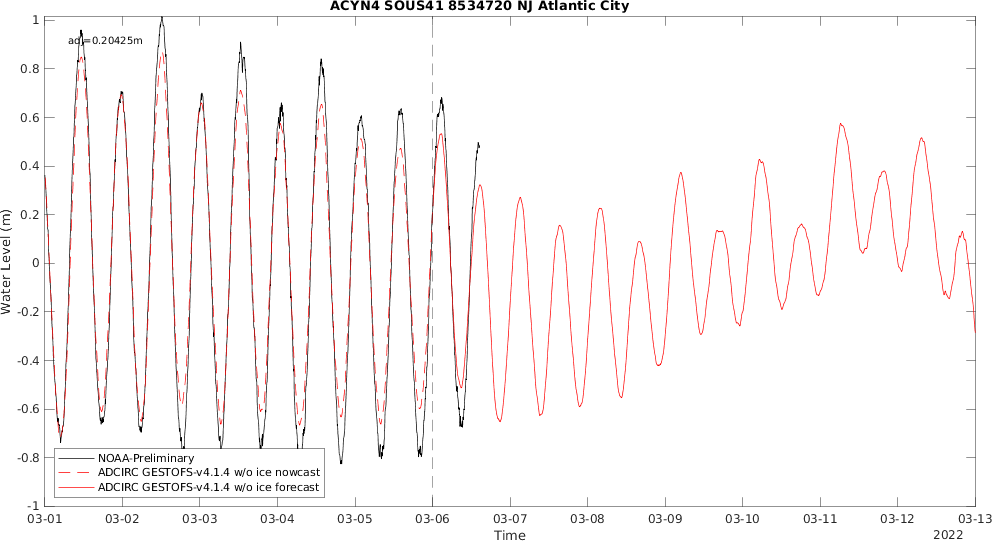 ACYN4 SOUS41 8534720 NJ Atlantic City
adj=0.20425m
Water Level (m)
1
0.8
0.6
0.4
0.2
0
-0.2
-0.4
-0.6
-0.8
-1
NOAA-Preliminary
ADCIRC GESTOFS-v4.1.4 w/o ice nowcast
ADCIRC GESTOFS-v4.1.4 w/o ice forecast
03-01 03-02 03-03 03-04 03-05 03-06 03-07 03-08 03-09 03-10 03-11 03-12 03-13
Time
2022